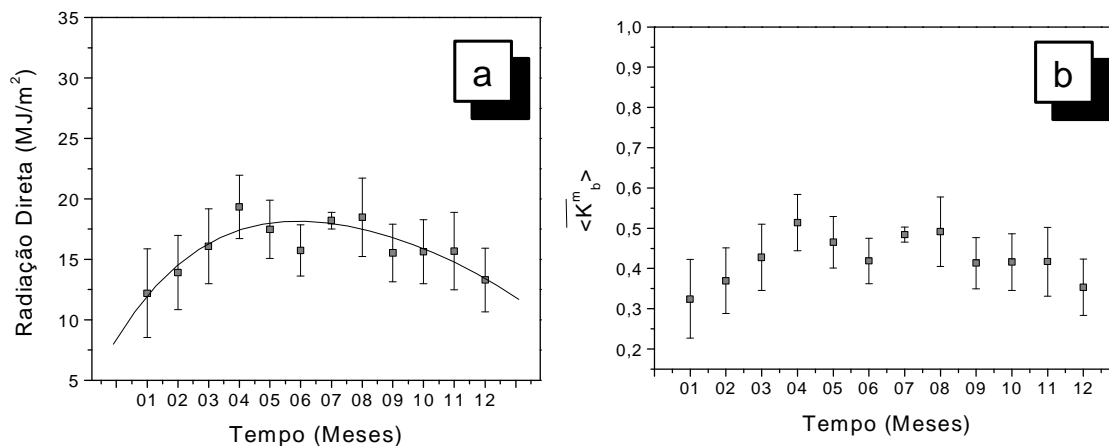 Radiação Direta (MJ/m²)
35
30
25
20
15
10
5
01 02 03 04 05 06 07 08 09 10 11 12
Tempo (Meses)
a
<K̅ᵐb>
1,0
0,9
0,8
0,7
0,6
0,5
0,4
0,3
0,2
01 02 03 04 05 06 07 08 09 10 11 12
Tempo (Meses)
b